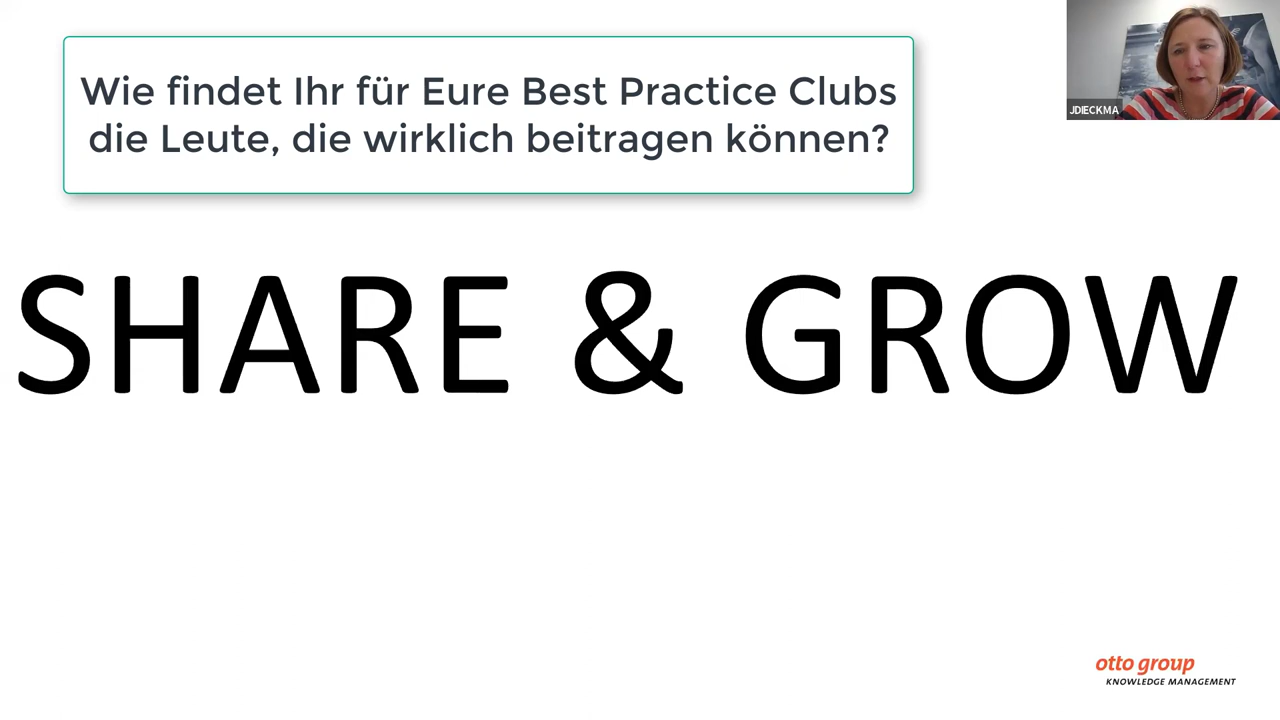 Wie findet Ihr für Eure Best Practice Clubs
die Leute, die wirklich beitragen können?
JDIECKMA
SHARE & GROW
otto group
KNOWLEDGE MANAGEMENT